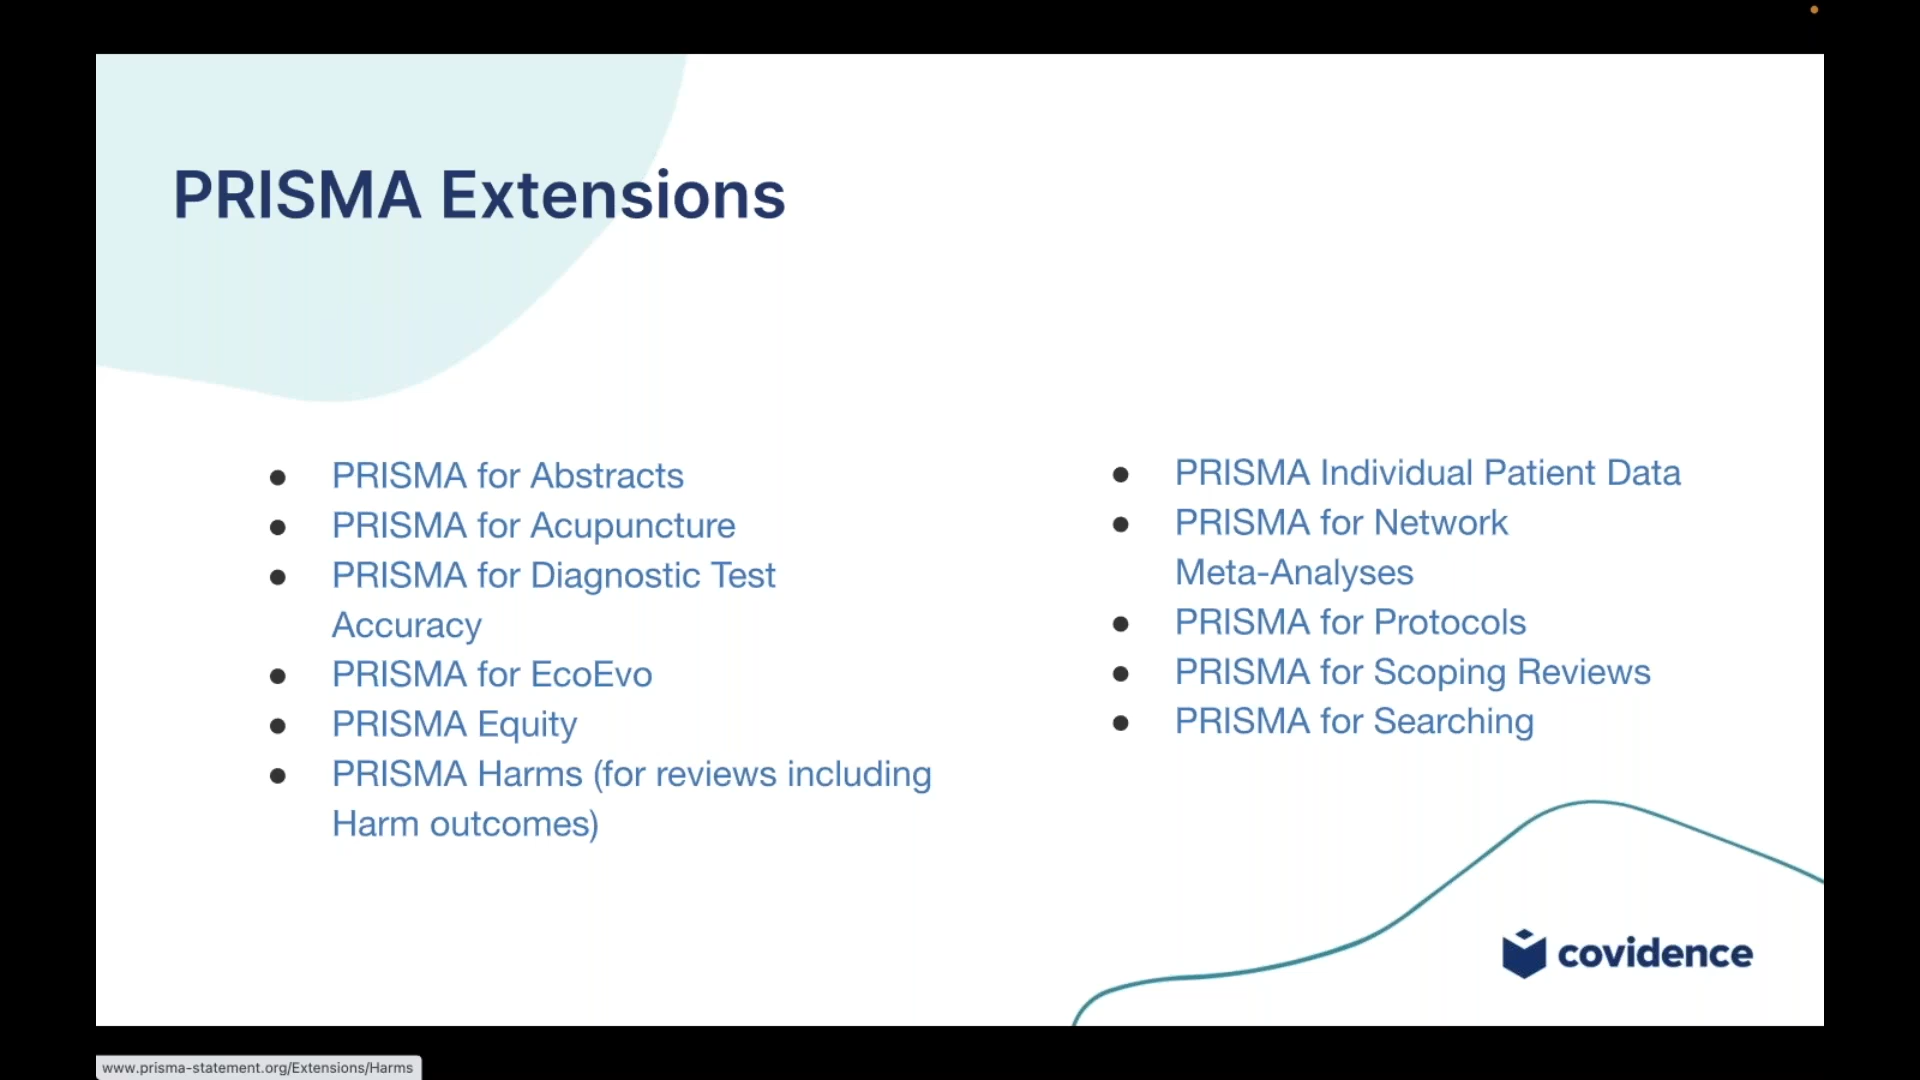 PRISMA Extensions
PRISMA for Abstracts
PRISMA for Acupuncture
PRISMA for Diagnostic Test
Accuracy
PRISMA for EcoEvo
PRISMA Equity
PRISMA Harms (for reviews including
Harm outcomes)
PRISMA Individual Patient Data
PRISMA for Network
Meta-Analyses
PRISMA for Protocols
PRISMA for Scoping Reviews
PRISMA for Searching
covidence
www.prisma-statement.org/Extensions/Harms